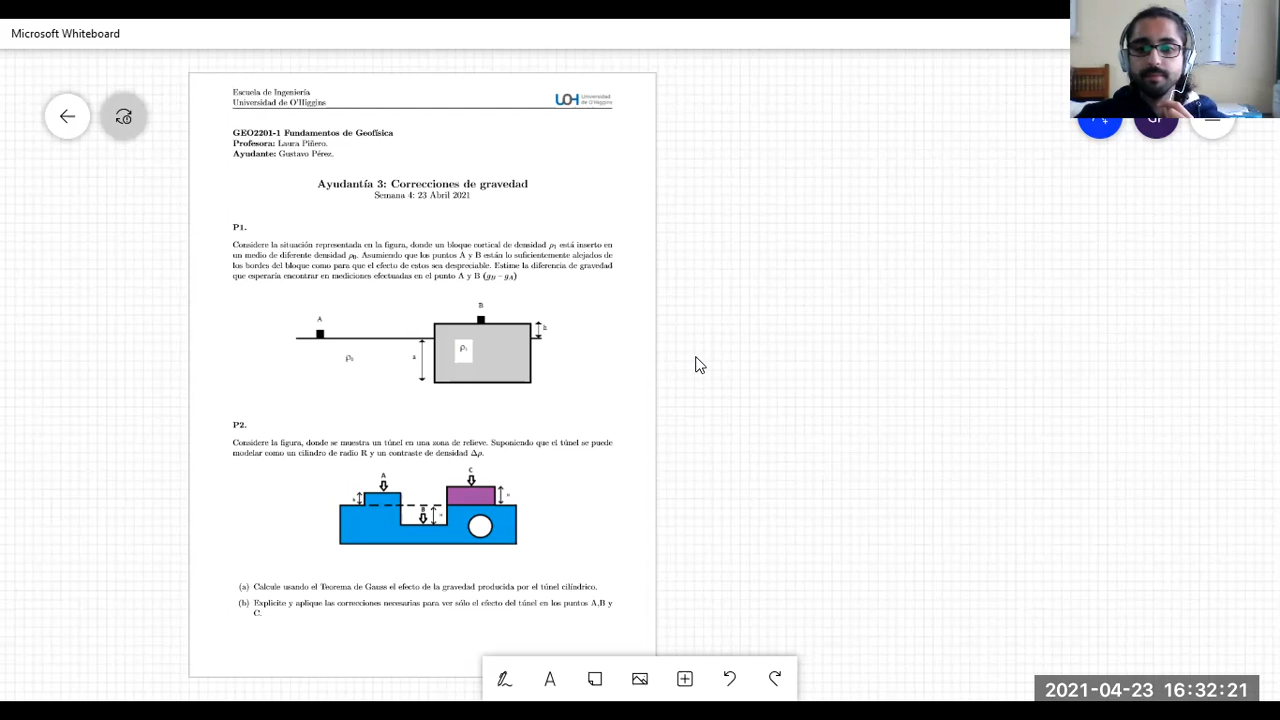 Microsoft Whiteboard
Escuela de Ingeniería
Universidad de O'Higgins
UOH Universidad
de O'Higgins
GEO2201-1 Fundamentos de Geofísica
Profesora: Laura Piñero.
Ayudante: Gustavo Pérez.
Ayudantía 3: Correcciones de gravedad
Semana 4: 23 Abril 2021
P1.
Considere la situación representada en la figura, donde un bloque cortical de densidad ρ₁ está inserto en
un medio de diferente densidad ρ₀. Asumiendo que los puntos A y B están lo suficientemente alejados de
los bordes del bloque como para que el efecto de estos sea despreciable. Estime la diferencia de gravedad
que esperaría encontrar en mediciones efectuadas en el punto A y B (g_B − g_A)
B
A
ρ₁
ρ₀
a
P2.
Considere la figura, donde se muestra un túnel en una zona de relieve. Suponiendo que el túnel se puede
modelar como un cilindro de radio R y un contraste de densidad Δρ.
A
C
B
(a) Calcule usando el Teorema de Gauss el efecto de la gravedad producida por el túnel cilíndrico.
(b) Explicite y aplique las correcciones necesarias para ver sólo el efecto del túnel en los puntos A,B y
C.
2021-04-23 16:32:21